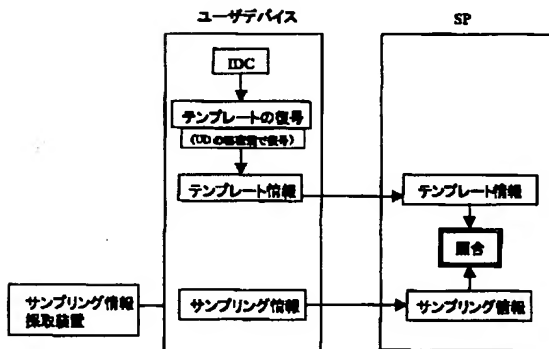 ユーザデバイス
SP
IDC
テンプレートの復号
(UDの秘密鍵で復号)
テンプレート情報
テンプレート情報
照合
サンプリング情報
採取装置
サンプリング情報
サンプリング情報